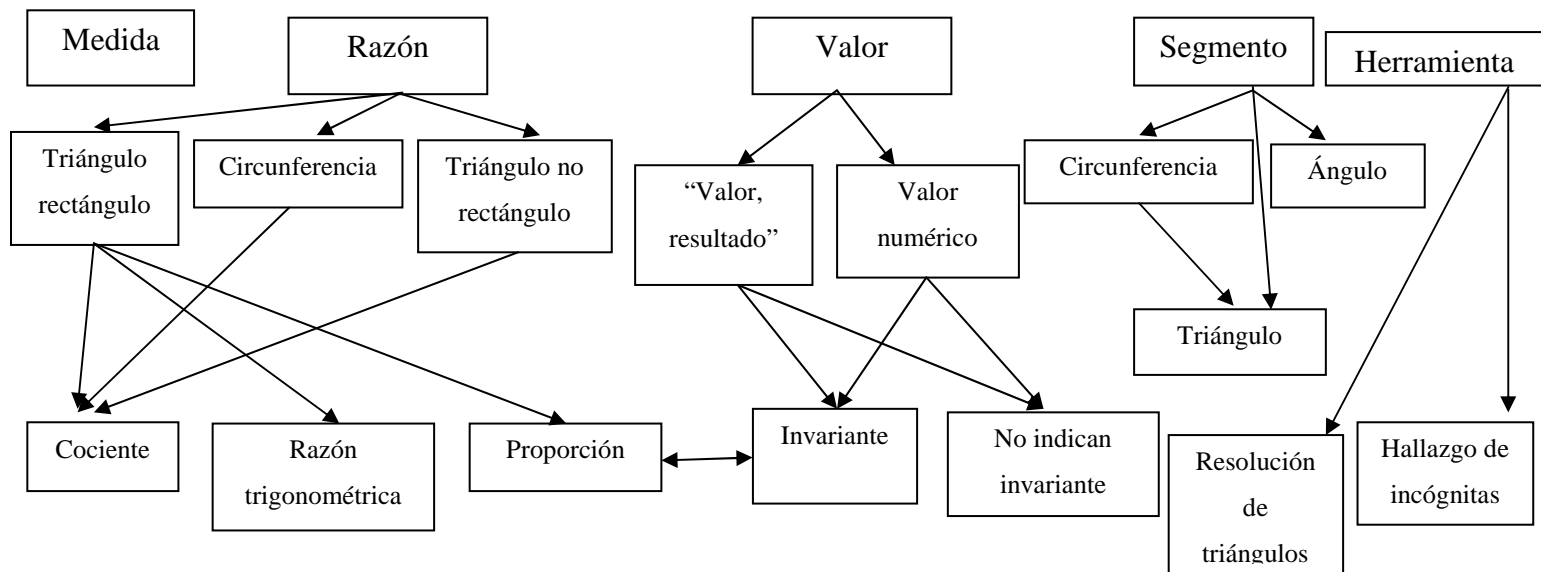 Medida
Razón
Valor
Segmento
Herramienta
Triángulo
rectángulo
Circunferencia
Triángulo no
rectángulo
“Valor,
resultado”
Valor
numérico
Circunferencia
Ángulo
Triángulo
Cociente
Razón
trigonométrica
Proporción
Invariante
No indican
invariante
Resolución
de
triángulos
Hallazgo de
incógnitas